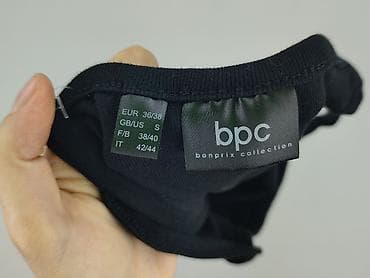 EUR 36/38
GB/US S
F/B 38/40
IT 42/44
bpc
bonprix collection